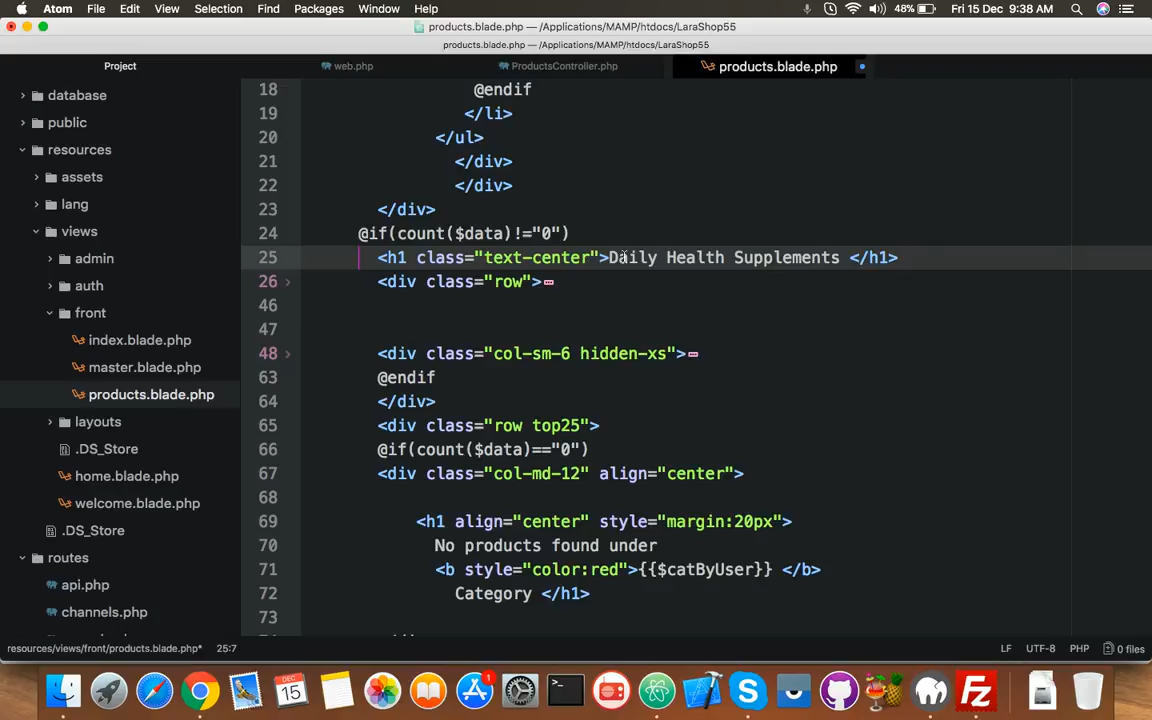 Atom File Edit View Selection Find Packages Window Help 48% Fri 15 Dec 9:38 AM
products.blade.php — /Applications/MAMP/htdocs/LaraShop55
products.blade.php — /Applications/MAMP/htdocs/LaraShop55
Project web.php ProductsController.php products.blade.php
database
public
resources
assets
lang
views
admin
auth
front
index.blade.php
master.blade.php
products.blade.php
layouts
.DS_Store
home.blade.php
welcome.blade.php
.DS_Store
routes
api.php
channels.php
18 @endif
19 </li>
20 </ul>
21 </div>
22 </div>
23 </div>
24 @if(count($data)!="0")
25 <h1 class="text-center">Daily Health Supplements </h1>
26 <div class="row">
46
47
48 <div class="col-sm-6 hidden-xs">
63 @endif
64 </div>
65 <div class="row top25">
66 @if(count($data)=="0")
67 <div class="col-md-12" align="center">
68
69 <h1 align="center" style="margin:20px">
70 No products found under
71 <b style="color:red">{{$catByUser}} </b>
72 Category </h1>
73
resources/views/front/products.blade.php* 25:7 LF UTF-8 PHP 0 files
DEC
15
1